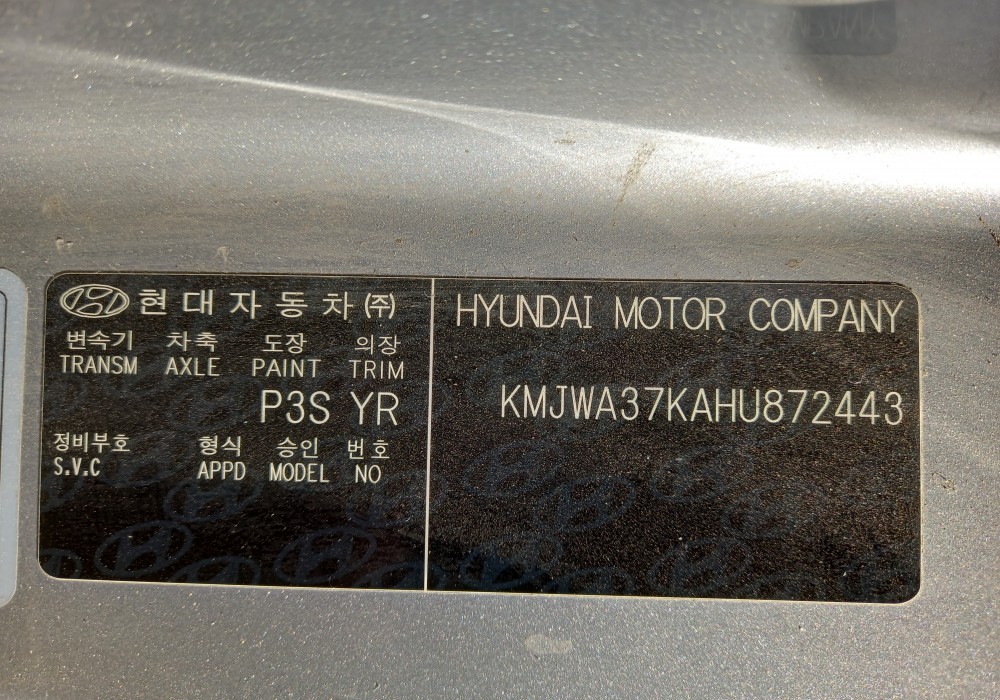 현대자동차㈜
변속기 차축 도장 의장
TRANSM AXLE PAINT TRIM
P3S YR
정비부호 형식 승인 번호
S.V.C APPD MODEL NO
HYUNDAI MOTOR COMPANY
KMJWA37KAHU872443